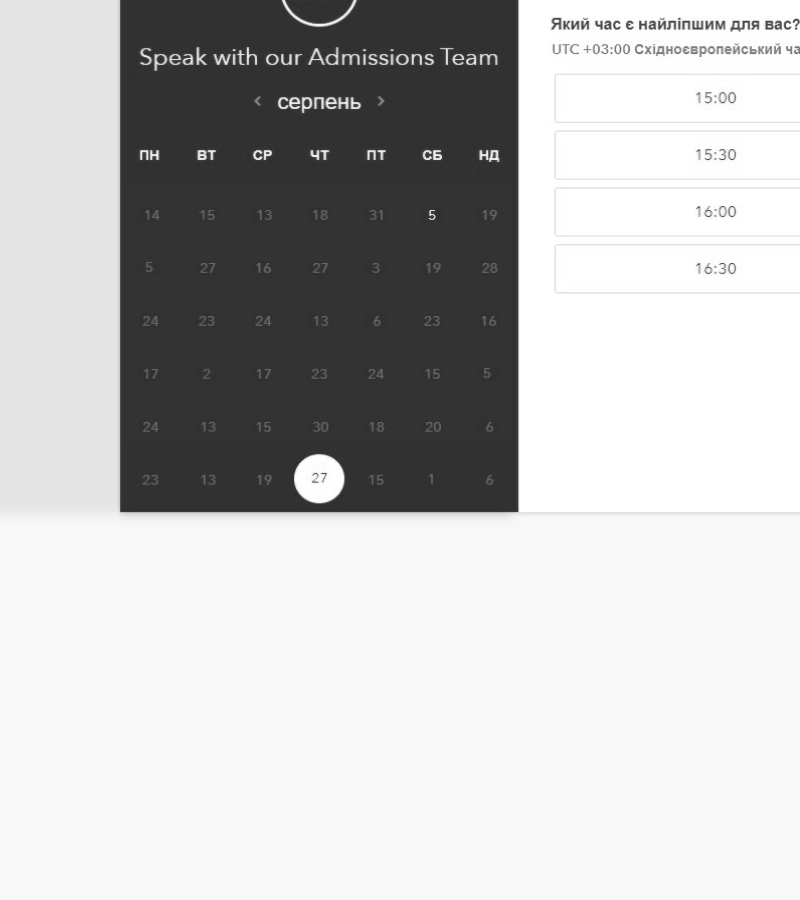 Speak with our Admissions Team
< серпень >
ПН ВТ СР ЧТ ПТ СБ НД
14 15 13 18 31 5 19
5 27 16 27 3 19 28
24 23 24 13 6 23 16
17 2 17 23 24 15 5
24 13 15 30 18 20 6
23 13 19 27 15 1 6
Який час є найліпшим для вас?
UTC +03:00 Східноєвропейський ча
15:00
15:30
16:00
16:30